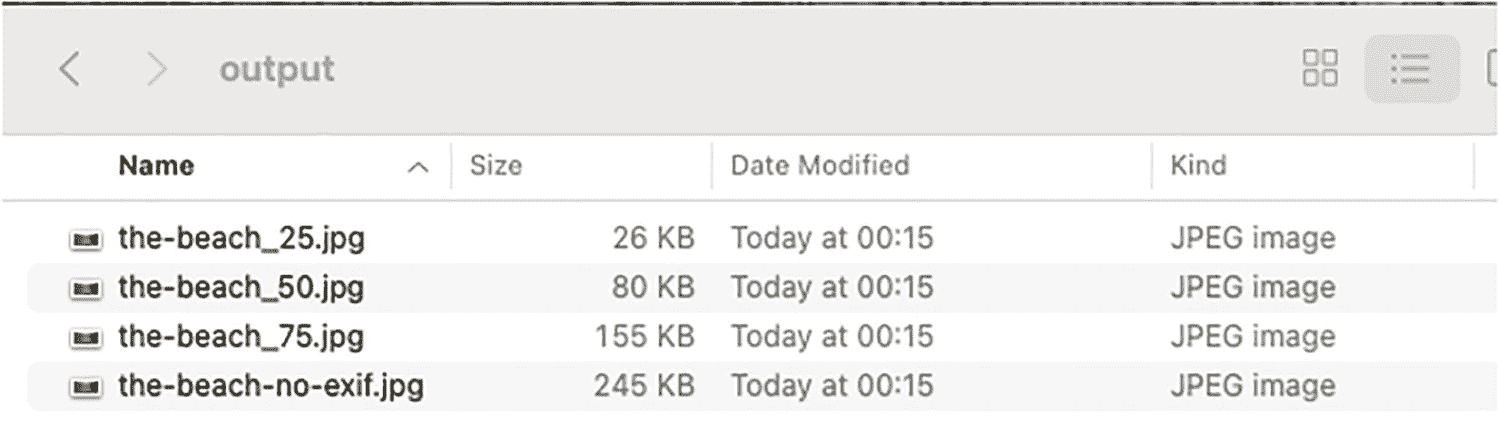 output
Name Size Date Modified Kind
the-beach_25.jpg 26 KB Today at 00:15 JPEG image
the-beach_50.jpg 80 KB Today at 00:15 JPEG image
the-beach_75.jpg 155 KB Today at 00:15 JPEG image
the-beach-no-exif.jpg 245 KB Today at 00:15 JPEG image